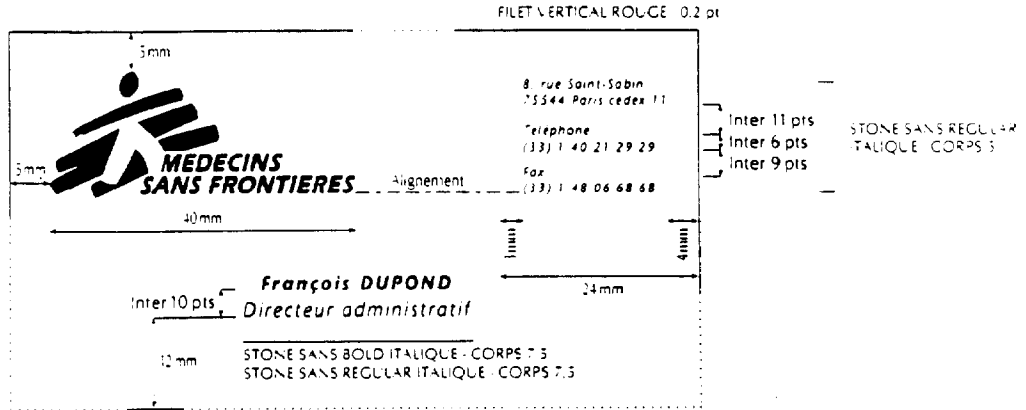 FILET VERTICAL ROUGE 0.2 pt
5mm
8, rue Saint-Sabin
75544 Paris cedex 11
Téléphone
(33) 1 40 21 29 29
Fax
(33) 1 48 06 68 68
Inter 11 pts
Inter 6 pts
Inter 9 pts
STONE SANS REGULAR
ITALIQUE - CORPS 5
MEDECINS
SANS FRONTIERES
5mm
Alignement
40mm
3mm
4mm
24mm
François DUPOND
Directeur administratif
Inter 10 pts
12mm
STONE SANS BOLD ITALIQUE - CORPS 7.5
STONE SANS REGULAR ITALIQUE - CORPS 7,5